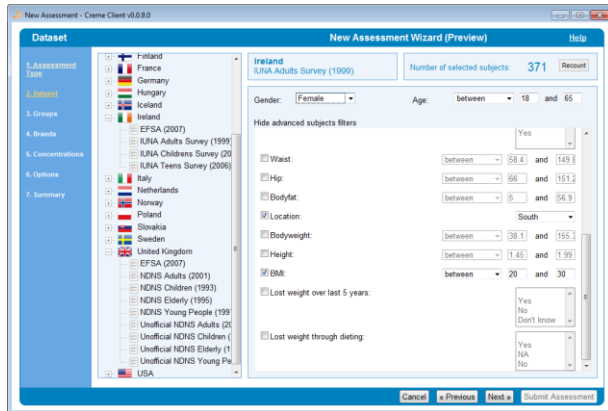 New Assessment - Creme Client v0.0.9.0
Dataset
New Assessment Wizard (Preview)
Help
1. Assessment
Type
2. Dataset
3. Groups
4. Brands
5. Concentrations
6. Options
7. Summary
Finland
France
Germany
Hungary
Iceland
Ireland
EFSA (2007)
IUNA Adults Survey (1999)
IUNA Childrens Survey (20
IUNA Teens Survey (2006)
Italy
Netherlands
Norway
Poland
Slovakia
Sweden
United Kingdom
EFSA (2007)
NDNS Adults (2001)
NDNS Children (1993)
NDNS Elderly (1995)
NDNS Young People (199
Unofficial NDNS Adults (20
Unofficial NDNS Children (
Unofficial NDNS Elderly (1
Unofficial NDNS Young Pe
USA
Ireland
IUNA Adults Survey (1999)
Number of selected subjects: 371 Recount
Gender: Female Age: between 18 and 65
Hide advanced subjects filters
Yes
Waist: between 58.4 and 149.8
Hip: between 66 and 151.2
Bodyfat: between 5 and 56.9
Location: South
Bodyweight: between 38.1 and 155.3
Height: between 1.45 and 1.99
BMI: between 20 and 30
Lost weight over last 5 years:
Yes
No
Don't know
Lost weight through dieting:
Yes
NA
No
Cancel « Previous Next » Submit Assessment